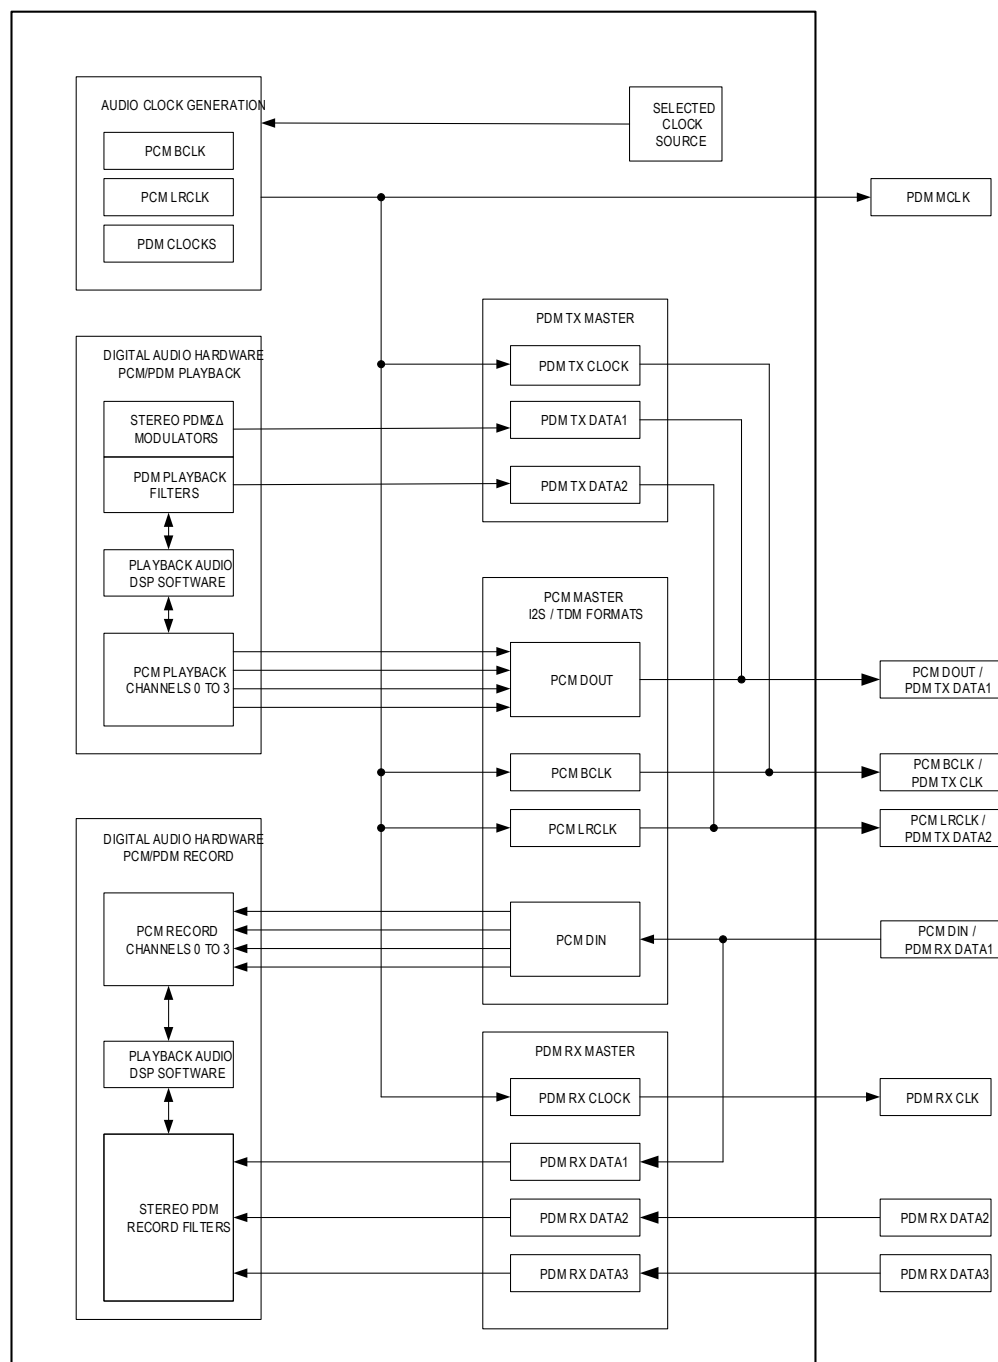 AUDIO CLOCK GENERATION
PCM BCLK
PCM LRCLK
PDM CLOCKS
SELECTED
CLOCK
SOURCE
PDM MCLK
PDM TX MASTER
PDM TX CLOCK
PDM TX DATA1
PDM TX DATA2
DIGITAL AUDIO HARDWARE
PCM/PDM PLAYBACK
STEREO PDM ΣΔ
MODULATORS
PDM PLAYBACK
FILTERS
PLAYBACK AUDIO
DSP SOFTWARE
PCM PLAYBACK
CHANNELS 0 TO 3
PCM MASTER
I2S / TDM FORMATS
PCM DOUT
PCM BCLK
PCM LRCLK
PCM DIN
PCM DOUT /
PDM TX DATA1
PCM BCLK /
PDM TX CLK
PCM LRCLK /
PDM TX DATA2
PCM DIN /
PDM RX DATA1
DIGITAL AUDIO HARDWARE
PCM/PDM RECORD
PCM RECORD
CHANNELS 0 TO 3
PLAYBACK AUDIO
DSP SOFTWARE
STEREO PDM
RECORD FILTERS
PDM RX MASTER
PDM RX CLOCK
PDM RX DATA1
PDM RX DATA2
PDM RX DATA3
PDM RX CLK
PDM RX DATA2
PDM RX DATA3